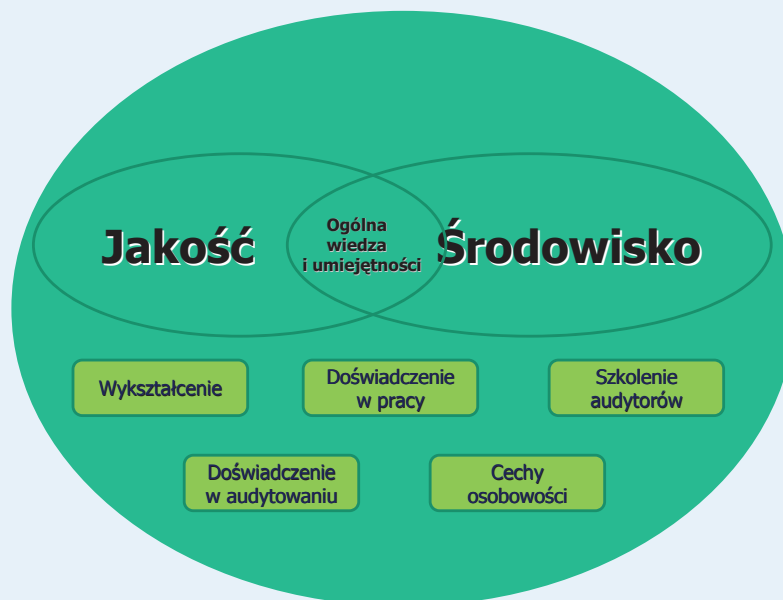 Jakość
Ogólna
wiedza
i umiejętności
Środowisko
Wykształcenie
Doświadczenie
w pracy
Szkolenie
audytorów
Doświadczenie
w audytowaniu
Cechy
osobowości